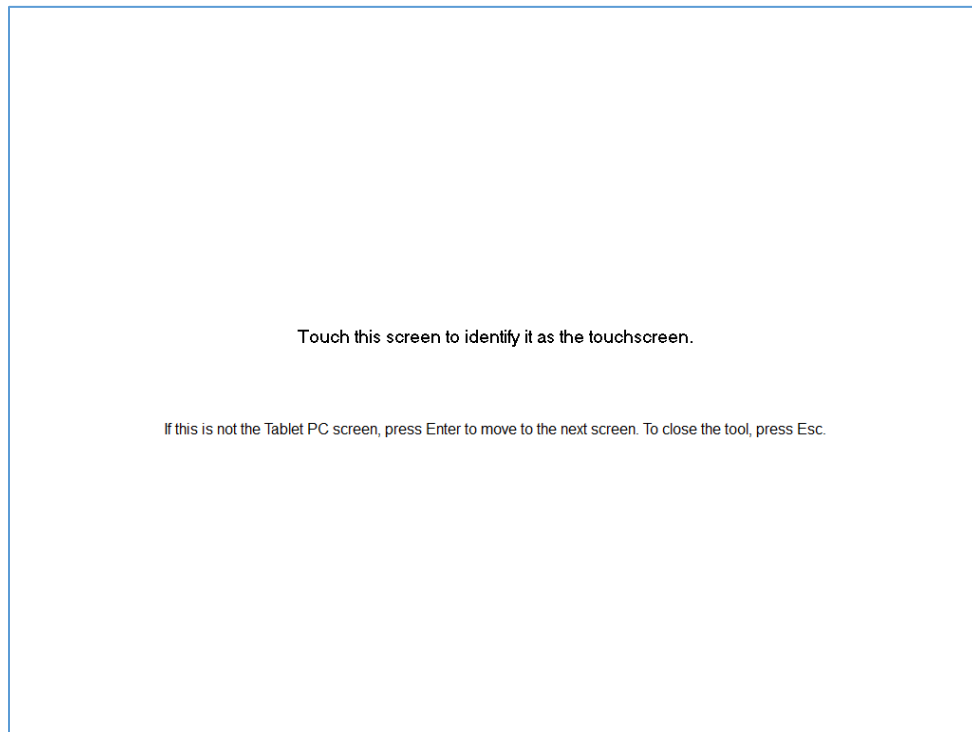 Touch this screen to identify it as the touchscreen.
If this is not the Tablet PC screen, press Enter to move to the next screen. To close the tool, press Esc.